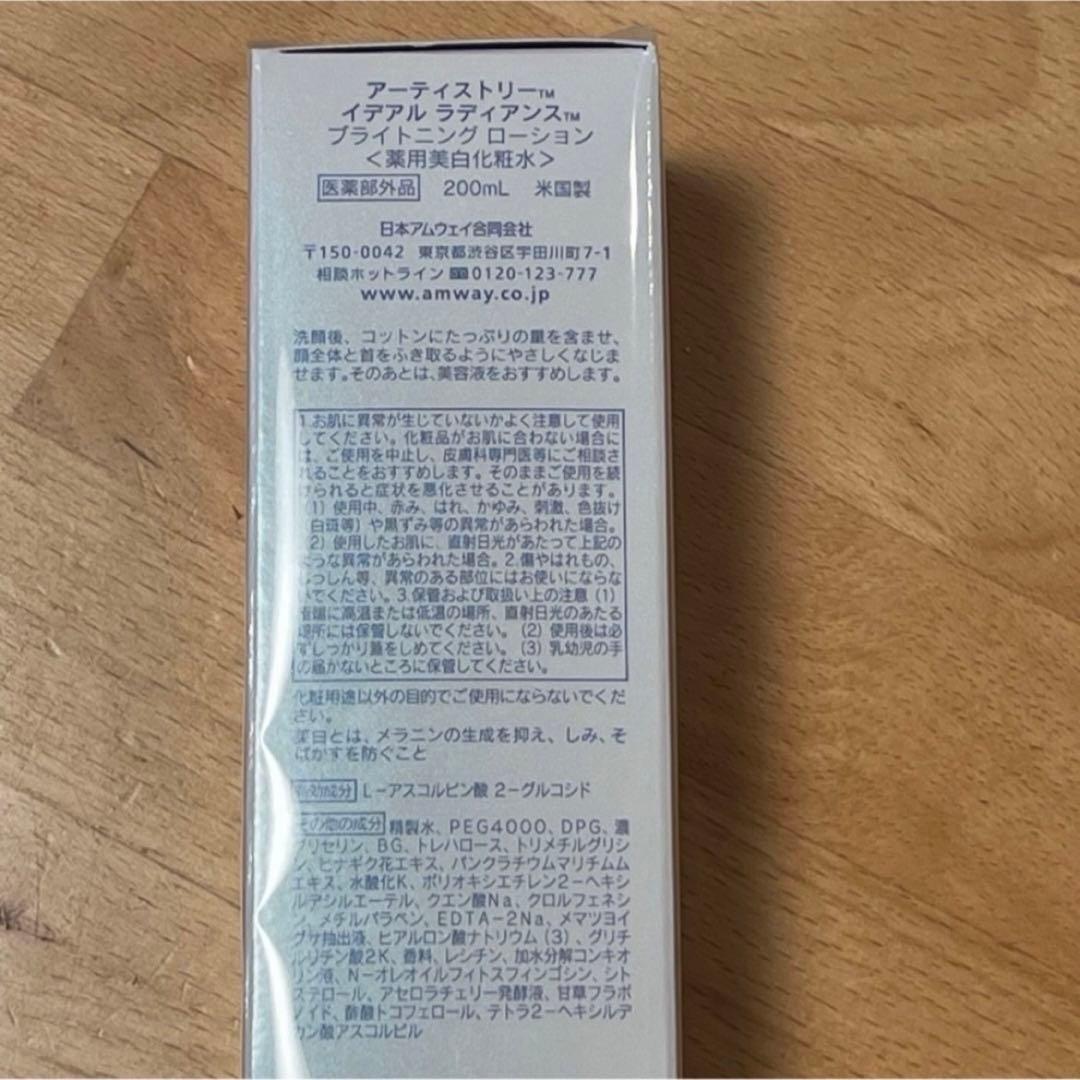 アーティストリー™
イデアル ラディアンス™
ブライトニング ローション
＜薬用美白化粧水＞
医薬部外品 200mL 米国製
日本アムウェイ合同会社
〒150-0042 東京都渋谷区宇田川町7-1
相談ホットライン 0120-123-777
www.amway.co.jp
洗顔後、コットンにたっぷりの量を含ませ、
顔全体と首をふき取るようにやさしくなじま
せます。そのあとは、美容液をおすすめします。
1.お肌に異常が生じていないかよく注意して使用
してください。化粧品がお肌に合わない場合に
は、ご使用を中止し、皮膚科専門医等にご相談さ
れることをおすすめします。そのままご使用を続
けられると症状を悪化させることがあります。
（1）使用中、赤み、はれ、かゆみ、刺激、色抜け
（白斑等）や黒ずみ等の異常があらわれた場合。
（2）使用したお肌に、直射日光があたって上記の
ような異常があらわれた場合。2.傷やはれもの、
しっしん等、異常のある部位にはお使いにならな
いでください。3.保管および取扱い上の注意（1）
極端に高温または低温の場所、直射日光のあたる
場所には保管しないでください。（2）使用後は必
ずしっかり蓋をしめてください。（3）乳幼児の手
の届かないところに保管してください。
化粧用途以外の目的でご使用にならないでくだ
さい。
美白とは、メラニンの生成を抑え、しみ、そ
ばかすを防ぐこと
有効成分 L-アスコルビン酸 2-グルコシド
その他の成分 精製水、PEG4000、DPG、濃
グリセリン、BG、トレハロース、トリメチルグリシ
ン、ヒナギク花エキス、パンクラチウムマリチムム
エキス、水酸化K、ポリオキシエチレン2-ヘキシ
ルデシルエーテル、クエン酸Na、クロルフェネシ
ン、メチルパラベン、EDTA-2Na、メマツヨイ
グサ抽出液、ヒアルロン酸ナトリウム（3）、グリチ
ルリチン酸2K、香料、レシチン、加水分解コンキオ
リン液、N-オレオイルフィトスフィンゴシン、シト
ステロール、アセロラチェリー発酵液、甘草フラボ
ノイド、酢酸トコフェロール、テトラ2-ヘキシルデ
カン酸アスコルビル